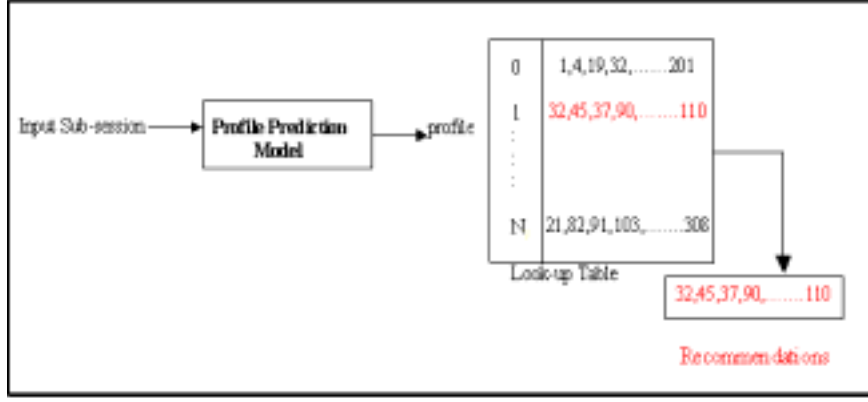 0 1,4,19,32,.......201
1 32,45,37,90,........110
Input Sub-session
Profile Prediction
Model
profile
:
:
:
N 21,82,91,103,........308
Look-up Table
32,45,37,90,........110
Recommendations